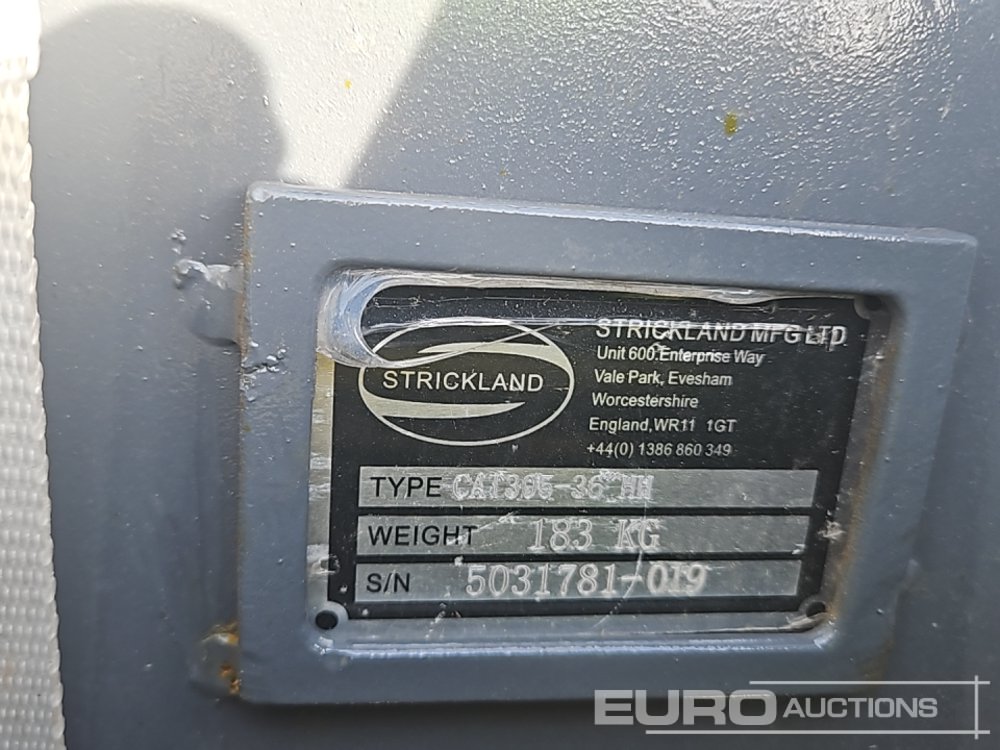 STRICKLAND
STRICKLAND MFG LTD
Unit 600.Enterprise Way
Vale Park, Evesham
Worcestershire
England,WR11 1GT
+44(0) 1386 860 349
TYPE CAT305-36"HH
WEIGHT 183 KG
S/N 5031781-019
EURO AUCTIONS